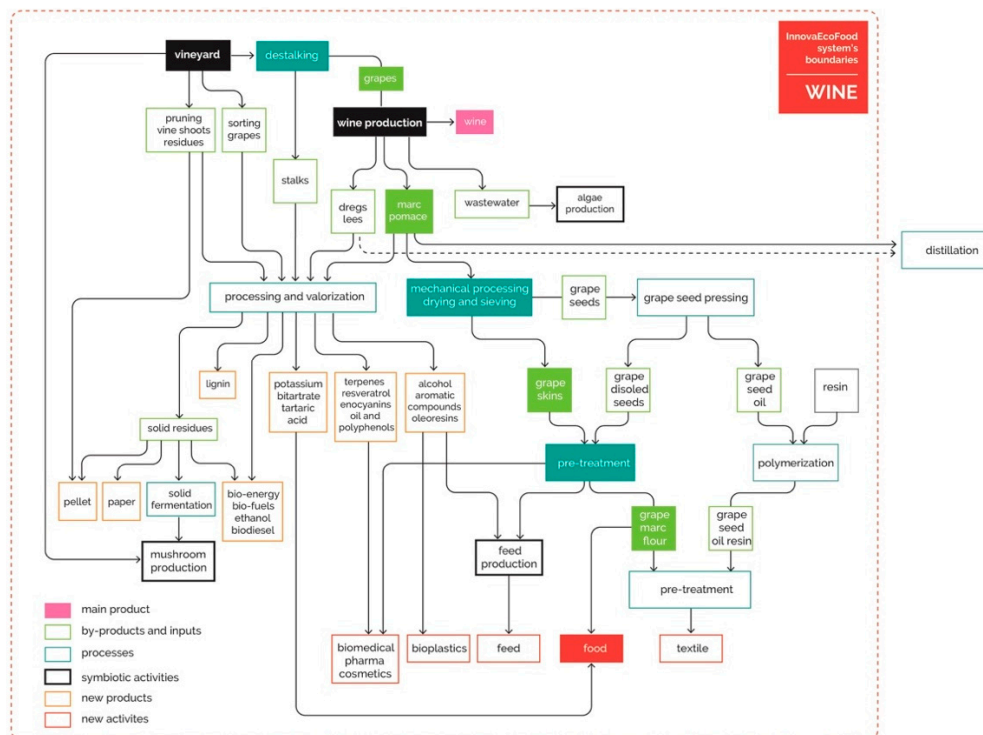 InnovaEcoFood
system's
boundaries
WINE
vineyard
destalking
grapes
pruning
vine shoots
residues
sorting
grapes
wine production
wine
stalks
dregs
lees
marc
pomace
wastewater
algae
production
distillation
processing and valorization
mechanical processing
drying and sieving
grape
seeds
grape seed pressing
lignin
potassium
bitartrate
tartaric
acid
terpenes
resveratrol
enocyanins
oil and
polyphenols
alcohol
aromatic
compounds
oleoresins
grape
skins
grape
disoled
seeds
grape
seed
oil
resin
solid residues
pre-treatment
polymerization
pellet
paper
solid
fermentation
bio-energy
bio-fuels
ethanol
biodiesel
grape
marc
flour
grape
seed
oil resin
mushroom
production
feed
production
pre-treatment
main product
by-products and inputs
processes
symbiotic activities
new products
new activites
biomedical
pharma
cosmetics
bioplastics
feed
food
textile